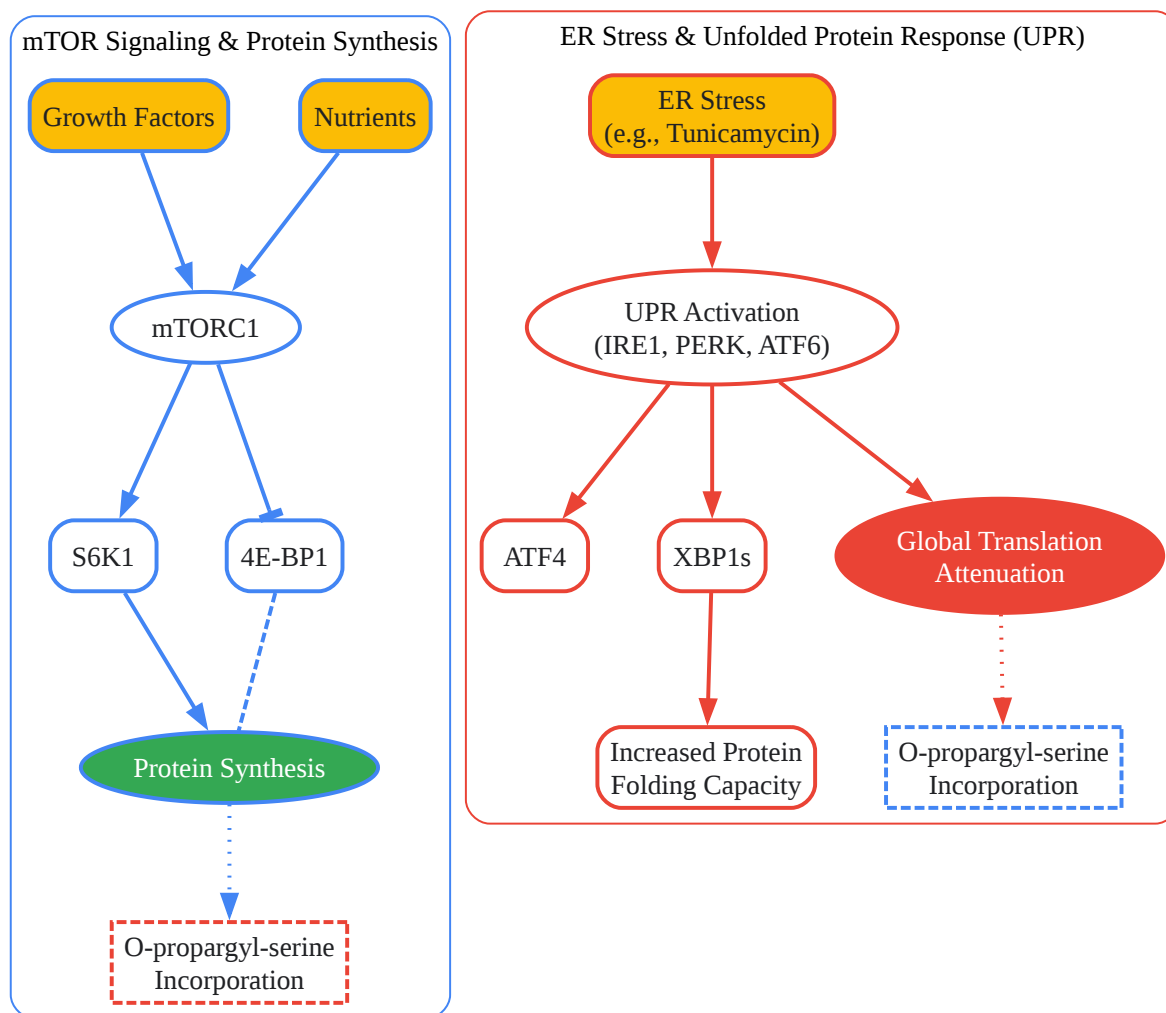 mTOR Signaling & Protein Synthesis
Growth Factors
Nutrients
mTORC1
S6K1
4E-BP1
Protein Synthesis
O-propargyl-serine
Incorporation
ER Stress & Unfolded Protein Response (UPR)
ER Stress
(e.g., Tunicamycin)
UPR Activation
(IRE1, PERK, ATF6)
ATF4
XBP1s
Global Translation
Attenuation
Increased Protein
Folding Capacity
O-propargyl-serine
Incorporation